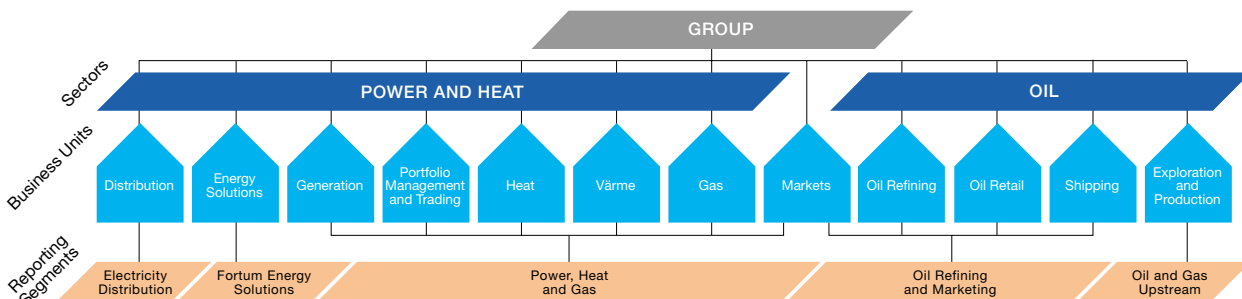 GROUP
Sectors
POWER AND HEAT
OIL
Business Units
Distribution
Energy
Solutions
Generation
Portfolio
Management
and Trading
Heat
Värme
Gas
Markets
Oil Refining
Oil Retail
Shipping
Exploration
and
Production
Reporting
Segments
Electricity
Distribution
Fortum Energy
Solutions
Power, Heat
and Gas
Oil Refining
and Marketing
Oil and Gas
Upstream